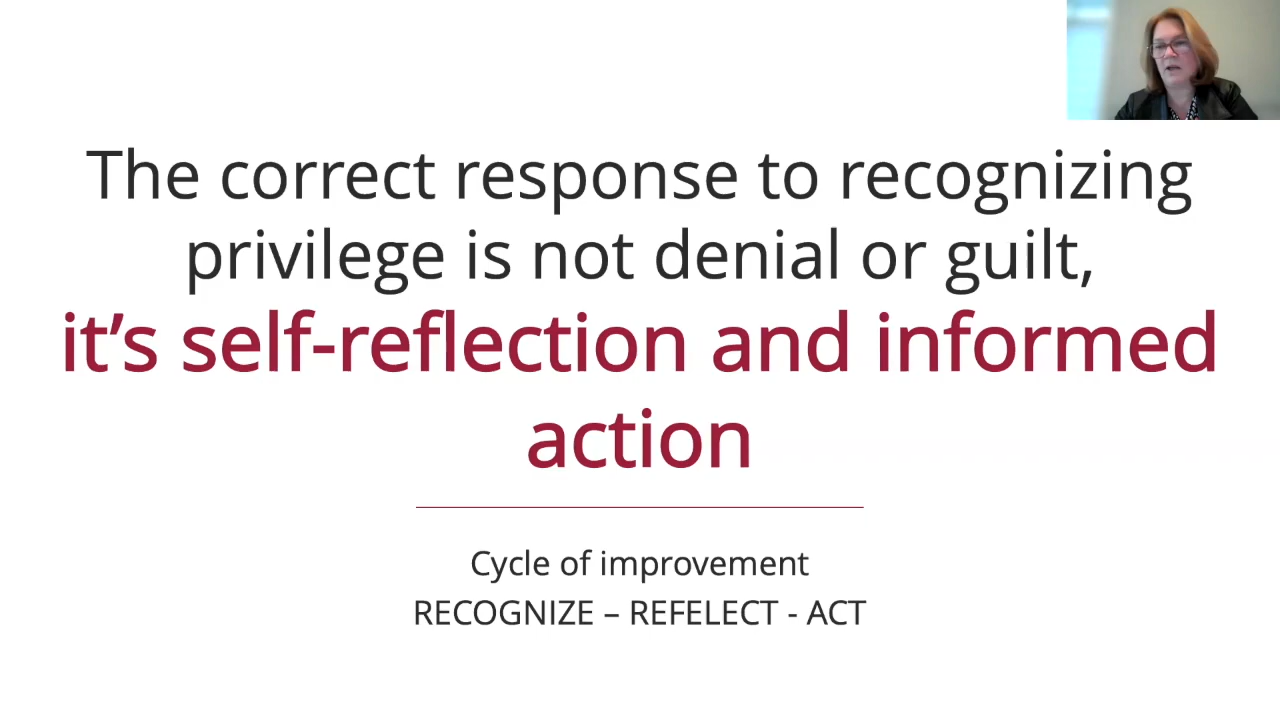 The correct response to recognizing
privilege is not denial or guilt,
it’s self-reflection and informed
action
Cycle of improvement
RECOGNIZE – REFELECT - ACT